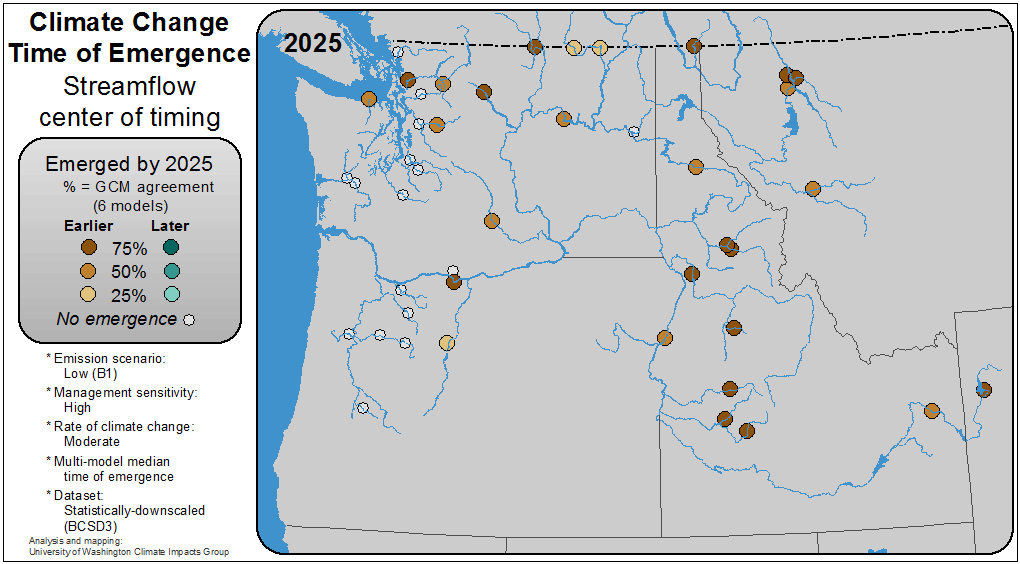 Climate Change
Time of Emergence
Streamflow
center of timing
2025
Emerged by 2025
% = GCM agreement
(6 models)
Earlier Later
75%
50%
25%
No emergence
* Emission scenario:
Low (B1)
* Management sensitivity:
High
* Rate of climate change:
Moderate
* Multi-model median
time of emergence
* Dataset:
Statistically-downscaled
(BCSD3)
Analysis and mapping:
University of Washington Climate Impacts Group